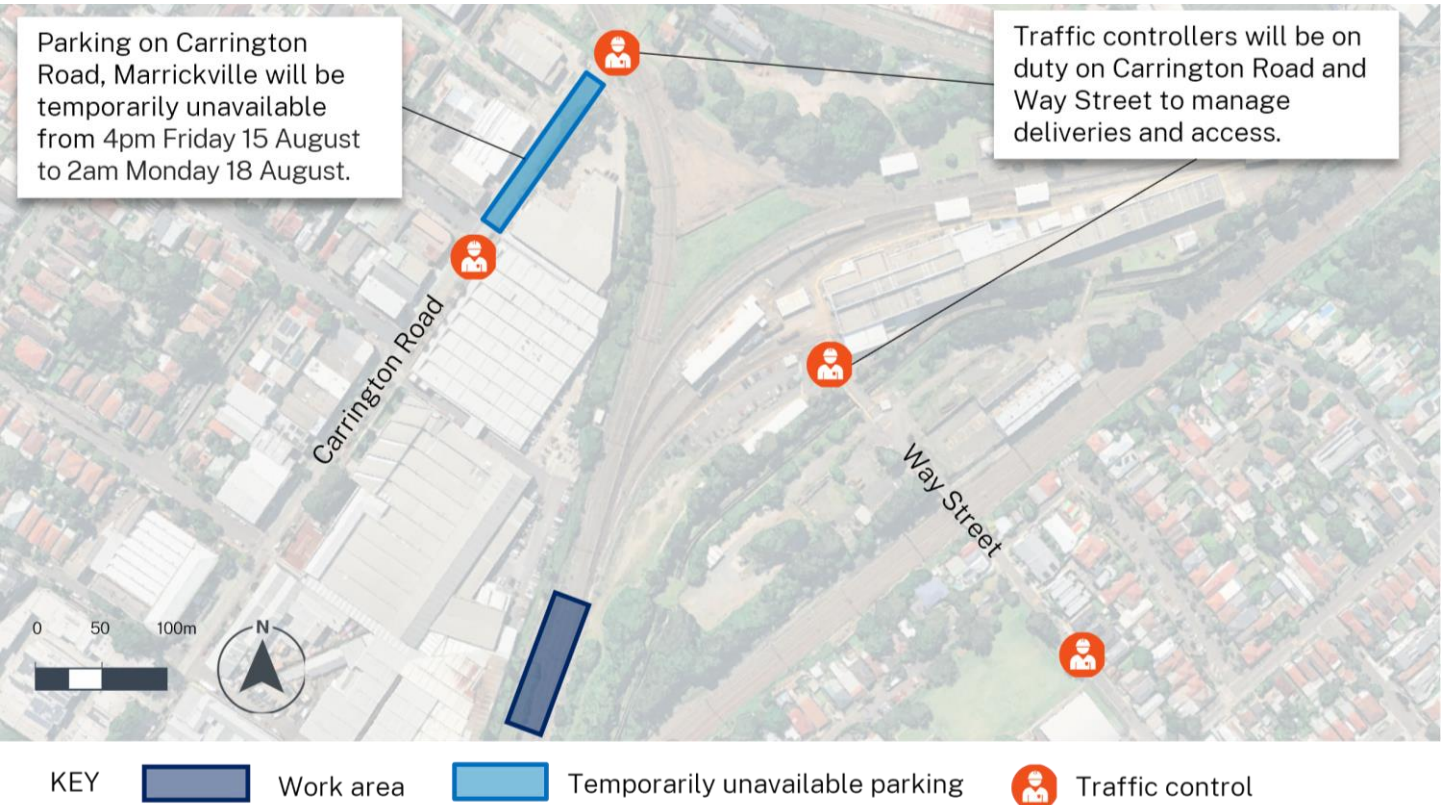 Parking on Carrington
Road, Marrickville will be
temporarily unavailable
from 4pm Friday 15 August
to 2am Monday 18 August.
Traffic controllers will be on
duty on Carrington Road and
Way Street to manage
deliveries and access.
Carrington Road
Way Street
0 50 100m
N
KEY Work area Temporarily unavailable parking Traffic control